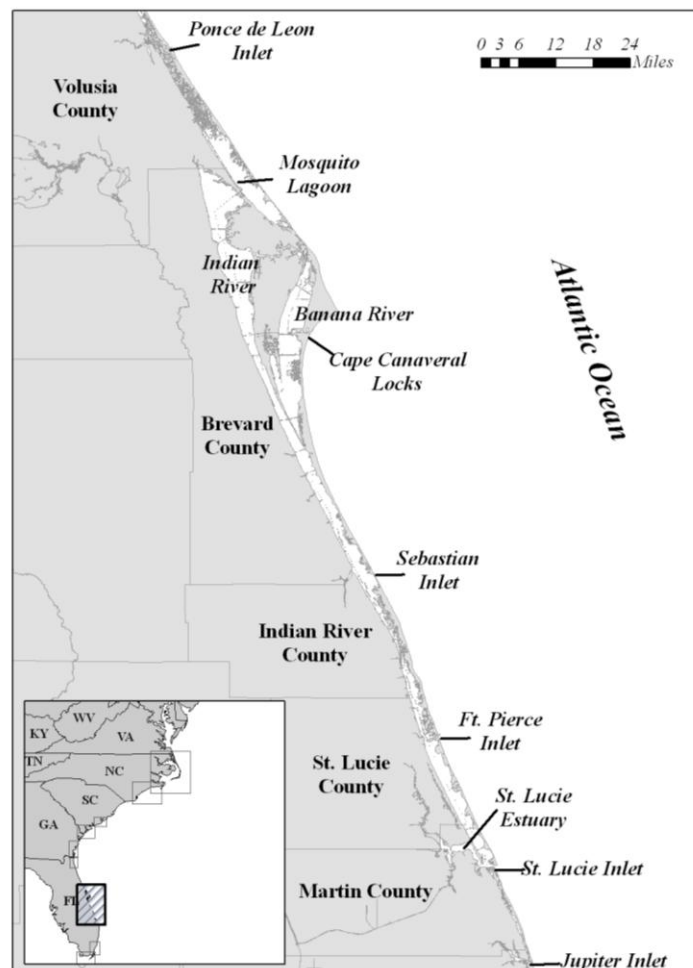 Ponce de Leon
Inlet
0 3 6 12 18 24
Miles
Volusia
County
Mosquito
Lagoon
Indian
River
Banana River
Cape Canaveral
Locks
Atlantic Ocean
Brevard
County
Sebastian
Inlet
Indian River
County
Ft. Pierce
Inlet
St. Lucie
County
St. Lucie
Estuary
St. Lucie Inlet
Martin County
Jupiter Inlet
WV
KY
VA
TN
NC
SC
GA
FL